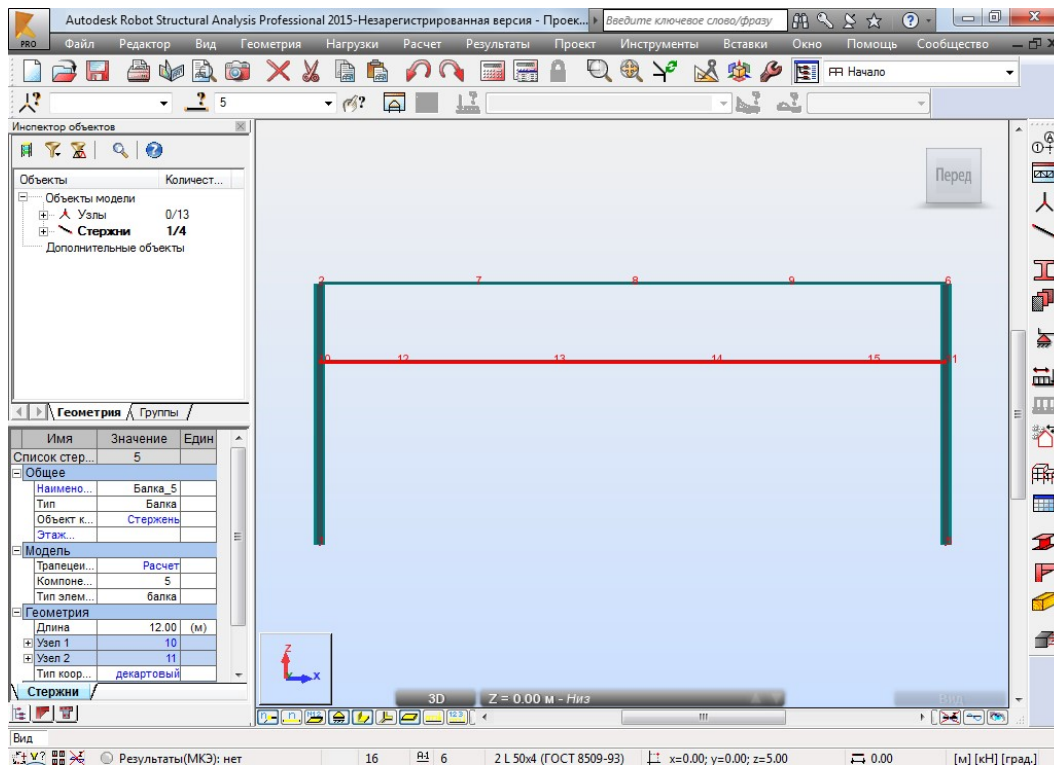 Autodesk Robot Structural Analysis Professional 2015-Незарегистрированная версия - Проек...
Введите ключевое слово/фразу
PRO
Файл Редактор Вид Геометрия Нагрузки Расчет Результаты Проект Инструменты Вставки Окно Помощь Сообщество
Начало
5
Инспектор объектов
Объекты Количест...
Объекты модели
Узлы 0/13
Стержни 1/4
Дополнительные объекты
Геометрия Группы
Имя Значение Един
Список стер... 5
Общее
Наимено... Балка_5
Тип Балка
Объект к... Стержень
Этаж...
Модель
Трапеции... Расчет
Компоне... 5
Тип элем... балка
Геометрия
Длина 12.00 (м)
Узел 1 10
Узел 2 11
Тип коор... декартовый
Стержни
Перед
2 7 8 9 6
12 13 14 15
Z
X
3D Z = 0.00 м - Низ
Вид
Вид
Результаты(МКЭ): нет 16 6 2 L 50x4 (ГОСТ 8509-93) x=0.00; y=0.00; z=5.00 0.00 [м] [кН] [град.]